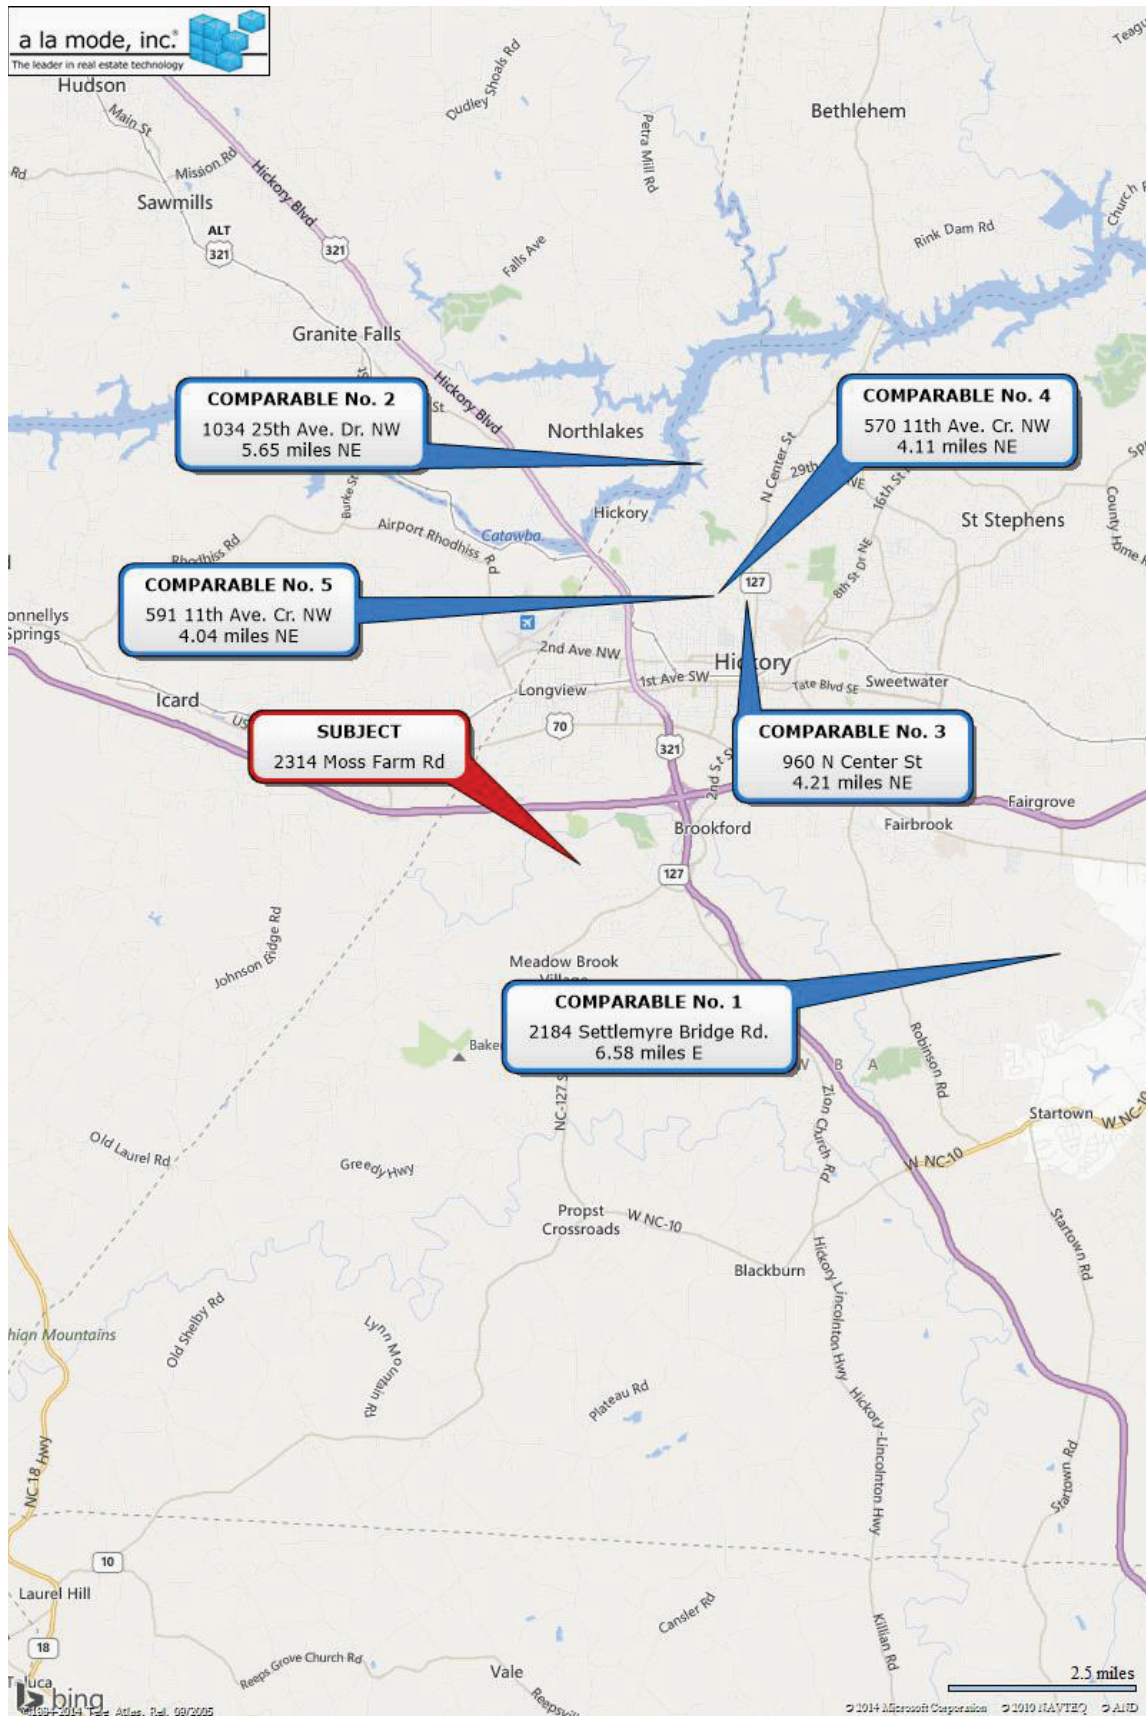 a la mode, inc.®
The leader in real estate technology
Hudson
Main St
Mission Rd
Rd
Sawmills
ALT
321
Hickory Blvd
321
Dudley Shoals Rd
Petra Mill Rd
Bethlehem
Rink Dam Rd
Falls Ave
Granite Falls
Hickory Blvd
COMPARABLE No. 2
1034 25th Ave. Dr. NW
5.65 miles NE
St
Northlakes
COMPARABLE No. 4
570 11th Ave. Cr. NW
4.11 miles NE
N Center St
29th
NE
16th St
St Stephens
Burke St
Hickory
Airport Rhodhiss Rd
Catawba
Rhodhiss Rd
8th St Dr NE
127
COMPARABLE No. 5
591 11th Ave. Cr. NW
4.04 miles NE
Springs
2nd Ave NW
Hickory
1st Ave SW
Longview
Tate Blvd SE
Sweetwater
Icard
US
70
SUBJECT
2314 Moss Farm Rd
321
2nd St
COMPARABLE No. 3
960 N Center St
4.21 miles NE
Fairgrove
Brookford
Fairbrook
127
Johnson Bridge Rd
Meadow Brook
Village
COMPARABLE No. 1
2184 Settlemyre Bridge Rd.
6.58 miles E
B A
Robinson Rd
NC-127 S
Zion Church Rd
Startown
W NC-10
W NC-10
Old Laurel Rd
Greedy Hwy
Propst
Crossroads
W NC-10
Blackburn
Startown Rd
Hickory Lincolnton Hwy
Old Shelby Rd
Lynn Mountain Rd
Plateau Rd
Hickory-Lincolnton Hwy
NC-18 Hwy
Startown Rd
10
Laurel Hill
Cansler Rd
Killian Rd
18
Reeps Grove Church Rd
Vale
2.5 miles
bing
© 2014 Microsoft Corporation © 2010 NAVTEQ © AND